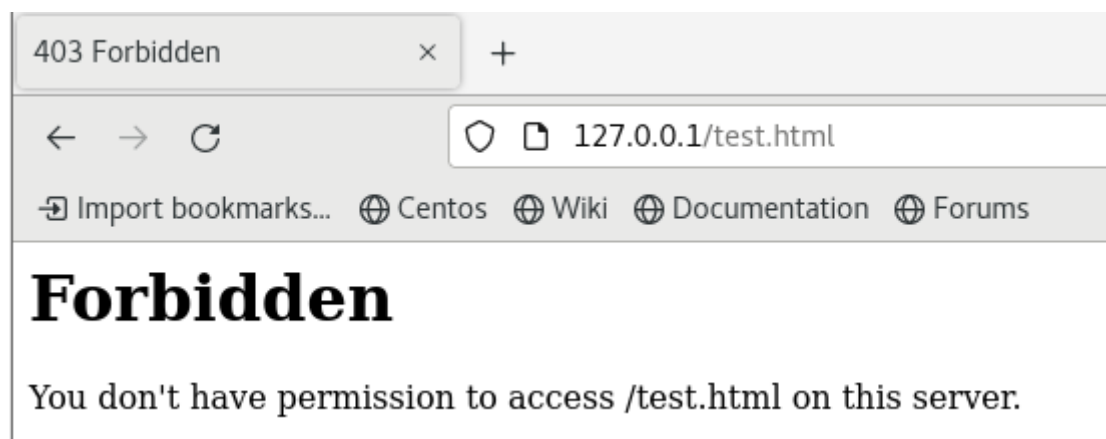 403 Forbidden
127.0.0.1/test.html
Import bookmarks... Centos Wiki Documentation Forums
Forbidden
You don't have permission to access /test.html on this server.